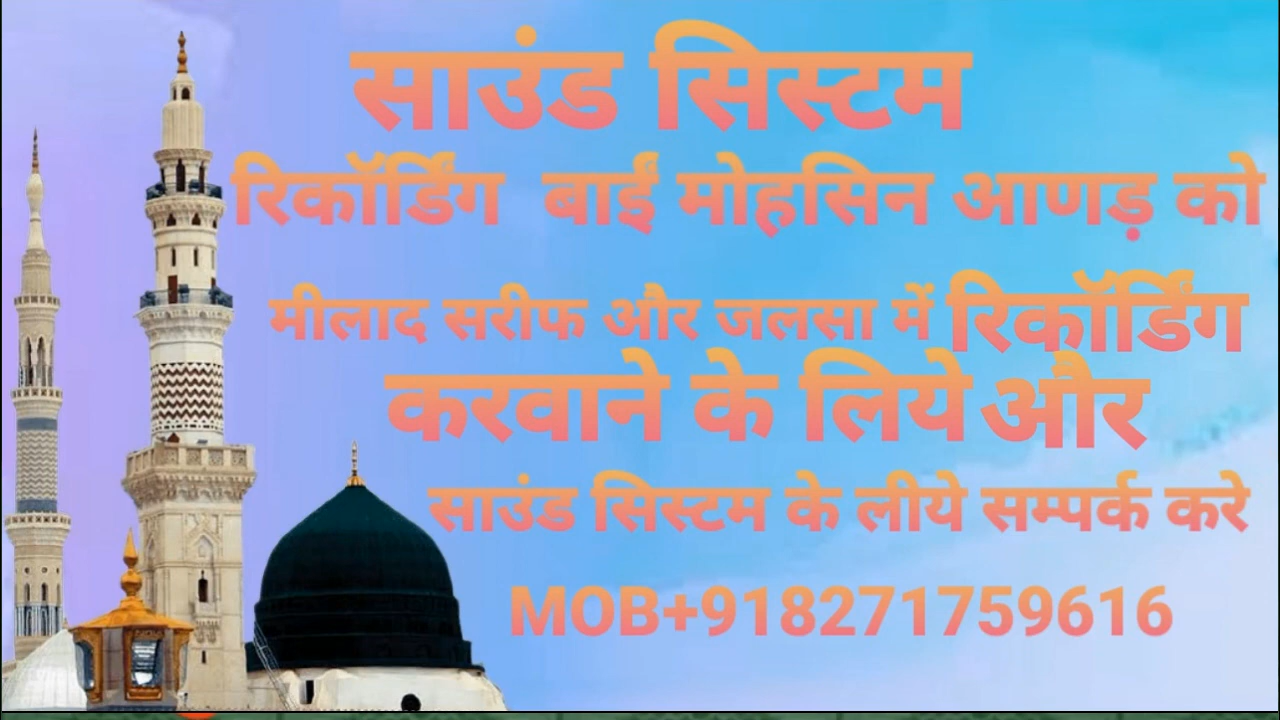 साउंड सिस्टम
रिकॉर्डिंग बाईं मोहसिन आणड़ को
मीलाद सरीफ और जलसा में रिकॉर्डिंग
करवाने के लिये और
साउंड सिस्टम के लीये सम्पर्क करे
MOB+918271759616